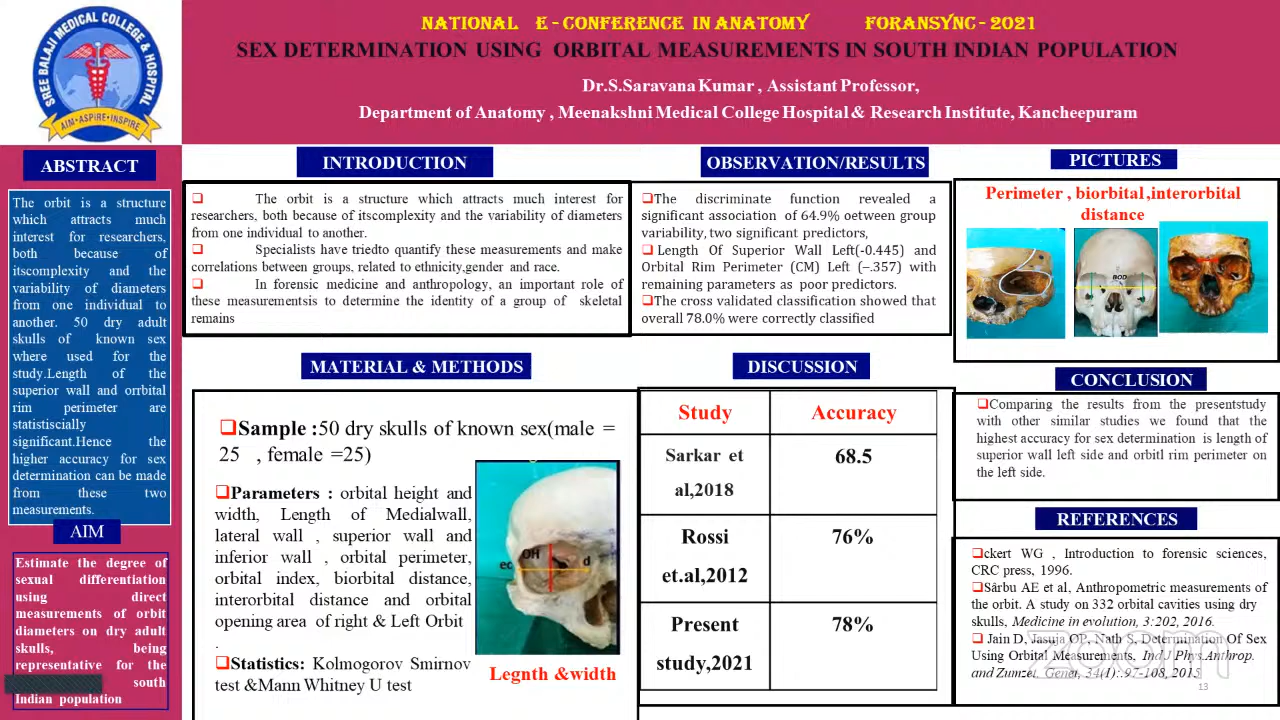 NATIONAL E - CONFERENCE IN ANATOMY FORANSYNC - 2021
SEX DETERMINATION USING ORBITAL MEASUREMENTS IN SOUTH INDIAN POPULATION
Dr.S.Saravana Kumar , Assistant Professor,
Department of Anatomy , Meenakshni Medical College Hospital & Research Institute, Kancheepuram
SREE BALAJI MEDICAL COLLEGE & HOSPITAL
AIM-ASPIRE-INSPIRE
ABSTRACT
The orbit is a structure
which attracts much
interest for researchers,
both because of
itscomplexity and the
variability of diameters
from one individual to
another. 50 dry adult
skulls of known sex
where used for the
study.Length of the
superior wall and orrbital
rim perimeter are
statistiscially
significant.Hence the
higher accuracy for sex
determination can be made
from these two
measurements.
AIM
Estimate the degree of
sexual differentiation
using direct
measurements of orbit
diameters on dry adult
skulls, being
representative for the
south
Indian population
INTRODUCTION
❑ The orbit is a structure which attracts much interest for
researchers, both because of itscomplexity and the variability of diameters
from one individual to another.
❑ Specialists have triedto quantify these measurements and make
correlations between groups, related to ethnicity,gender and race.
❑ In forensic medicine and anthropology, an important role of
these measurementsis to determine the identity of a group of skeletal
remains
MATERIAL & METHODS
❑Sample :50 dry skulls of known sex(male =
25 , female =25)
❑Parameters : orbital height and
width, Length of Medialwall,
lateral wall , superior wall and
inferior wall , orbital perimeter,
orbital index, biorbital distance,
interorbital distance and orbital
opening area of right & Left Orbit
.
❑Statistics: Kolmogorov Smirnov
test &Mann Whitney U test
OH
ec
d
Legnth &width
OBSERVATION/RESULTS
❑The discriminate function revealed a
significant association of 64.9% oetween group
variability, two significant predictors,
❑ Length Of Superior Wall Left(-0.445) and
Orbital Rim Perimeter (CM) Left (–.357) with
remaining parameters as poor predictors.
❑The cross validated classification showed that
overall 78.0% were correctly classified
DISCUSSION
Study Accuracy
Sarkar et al,2018 68.5
Rossi et.al,2012 76%
Present study,2021 78%
PICTURES
Perimeter , biorbital,interorbital
distance
BOD
CONCLUSION
❑Comparing the results from the presentstudy
with other similar studies we found that the
highest accuracy for sex determination is length of
superior wall left side and orbitl rim perimeter on
the left side.
REFERENCES
❑ckert WG , Introduction to forensic sciences,
CRC press, 1996.
❑Sârbu AE et al, Anthropometric measurements of
the orbit. A study on 332 orbital cavities using dry
skulls, Medicine in evolution, 3:202, 2016.
❑ Jain D, Jasuja OP, Nath S, Determination Of Sex
Using Orbital Measurements, IndJ Phys.Anthrop.
and Zumzet, Genet, 34(1):.97-108, 2015
zoom
13